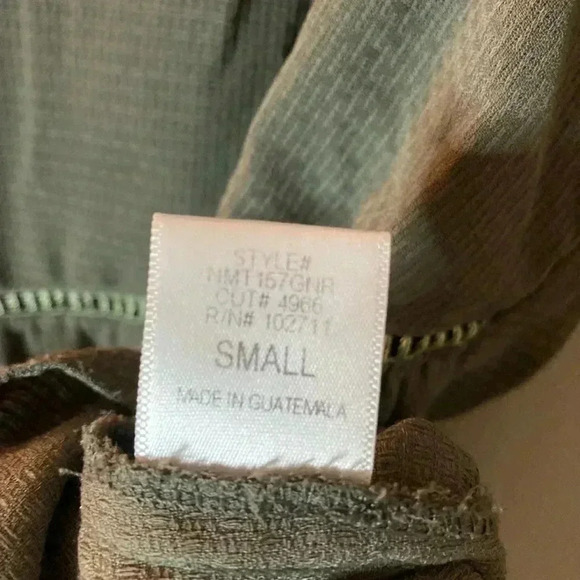 STYLE#
NMT157GNR
CUT# 4966
R/N# 102711
SMALL
MADE IN GUATEMALA